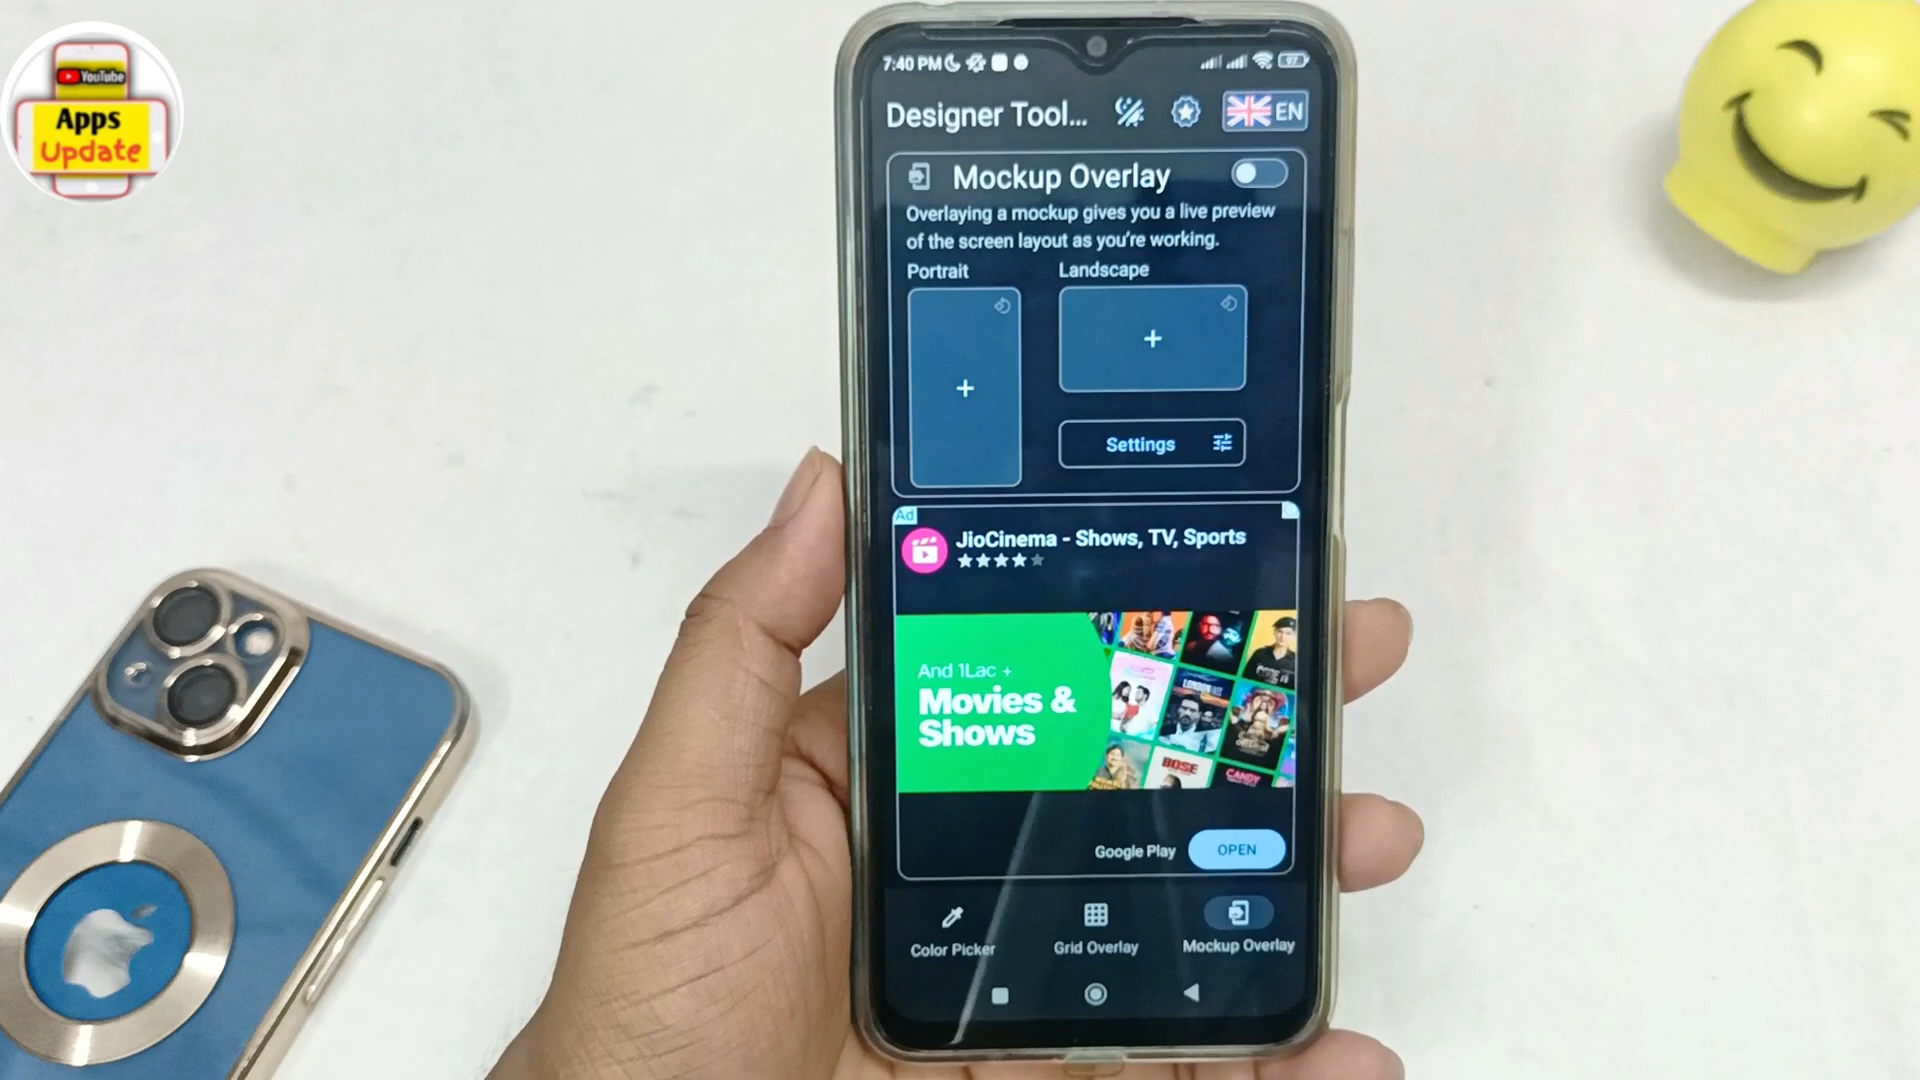 YouTube
Apps
Update
7:40 PM
97
Designer Tool...
EN
Mockup Overlay
Overlaying a mockup gives you a live preview
of the screen layout as you're working.
Portrait
Landscape
Settings
Ad
JioCinema - Shows, TV, Sports
And 1Lac +
Movies &
Shows
LONDON
BOSE
CANDY
Google Play
OPEN
Color Picker
Grid Overlay
Mockup Overlay